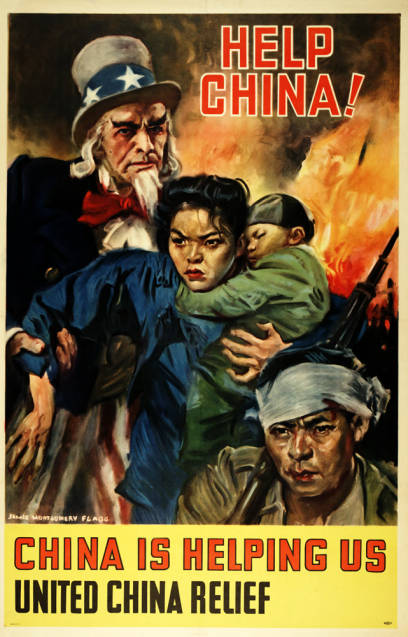 HELP
CHINA!
JAMES MONTGOMERY FLAGG
CHINA IS HELPING US
UNITED CHINA RELIEF